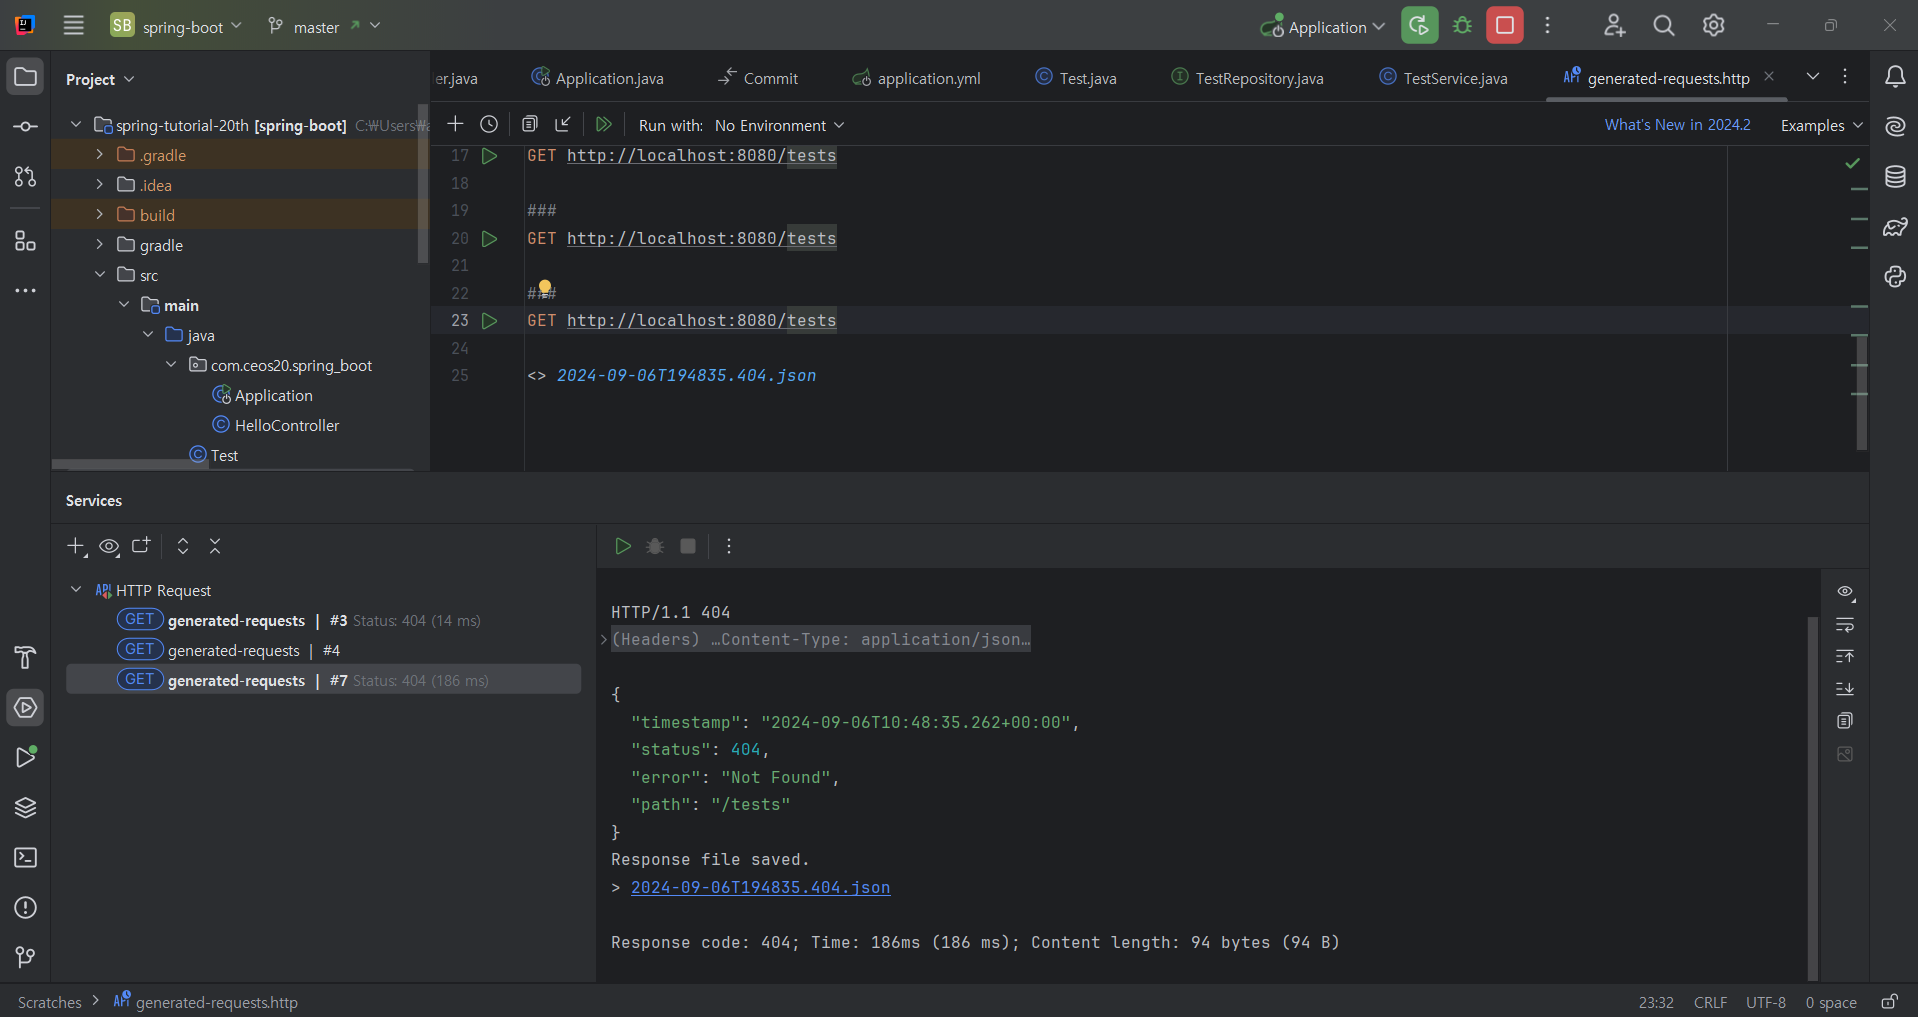 SB spring-boot master Application
Project
er.java Application.java Commit application.yml Test.java TestRepository.java TestService.java generated-requests.http
Run with: No Environment What's New in 2024.2 Examples
spring-tutorial-20th [spring-boot] C:₩Users₩
.gradle
.idea
build
gradle
src
main
java
com.ceos20.spring_boot
Application
HelloController
Test
17 GET http://localhost:8080/tests
18
19 ###
20 GET http://localhost:8080/tests
21
22 ###
23 GET http://localhost:8080/tests
24
25 <> 2024-09-06T194835.404.json
Services
HTTP Request
GET generated-requests | #3 Status: 404 (14 ms)
GET generated-requests | #4
GET generated-requests | #7 Status: 404 (186 ms)
HTTP/1.1 404
(Headers) …Content-Type: application/json…
{
"timestamp": "2024-09-06T10:48:35.262+00:00",
"status": 404,
"error": "Not Found",
"path": "/tests"
}
Response file saved.
> 2024-09-06T194835.404.json
Response code: 404; Time: 186ms (186 ms); Content length: 94 bytes (94 B)
Scratches > generated-requests.http 23:32 CRLF UTF-8 0 space